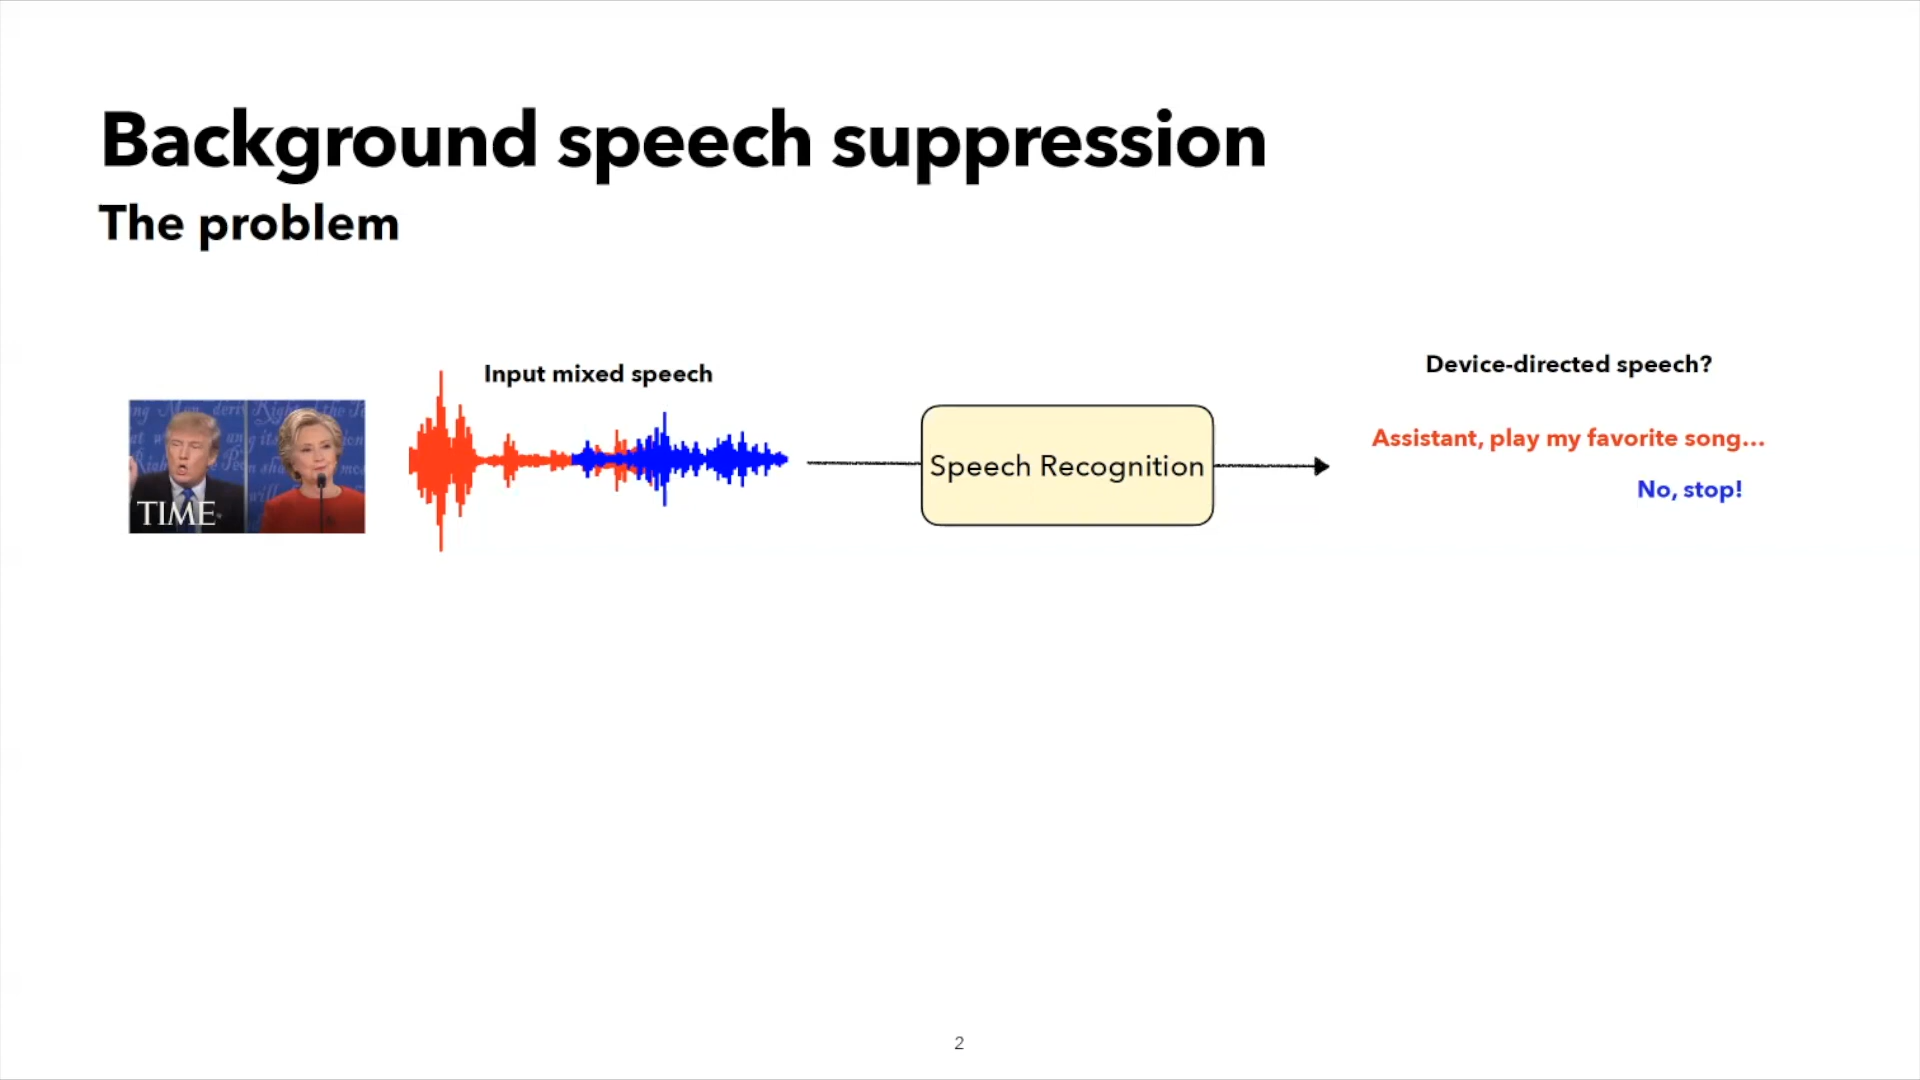 Background speech suppression
The problem
Input mixed speech
Device-directed speech?
TIME
Speech Recognition
Assistant, play my favorite song...
No, stop!
2